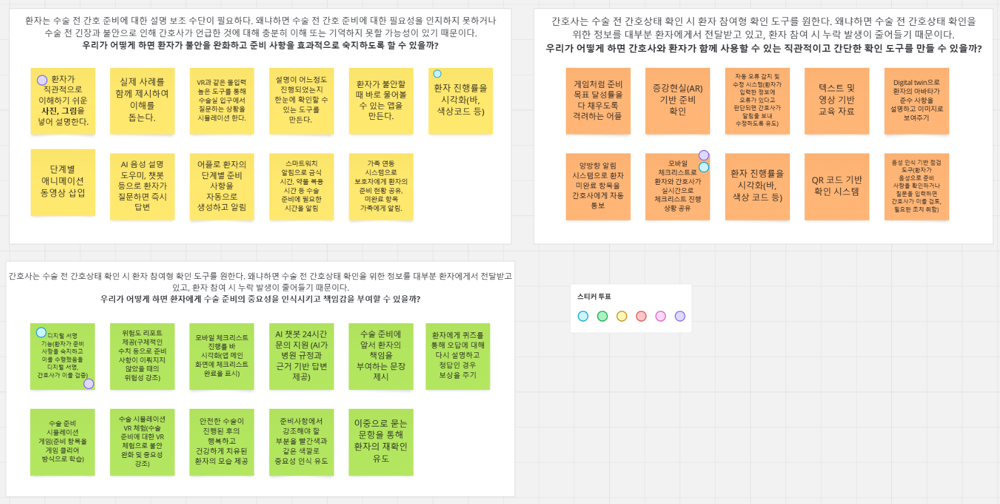 환자는 수술 전 간호 준비에 대한 설명 보조 수단이 필요하다. 왜냐하면 수술 전 간호 준비에 대한 필요성을 인지하지 못하거나
수술 전 긴장과 불안으로 인해 간호사가 언급한 것에 대해 충분히 이해 또는 기억하지 못할 가능성이 있기 때문이다.
우리가 어떻게 하면 환자가 불안을 완화하고 준비 사항을 효과적으로 숙지하도록 할 수 있을까?
환자가
직관적으로
이해하기 쉬운
사진, 그림을
넣어 설명한다.
실제 사례를
함께 제시하여
이해를
돕는다.
VR과 같은 몰입력
높은 도구를 통해
수술실 입구에서
질문하는 상황을
시뮬레이션 한다.
설명이 어느정도
진행되었는지
한눈에 확인할 수
있는 도구를
만든다.
환자가 불안할
때 바로 물어볼
수 있는 앱을
만든다.
환자 진행률을
시각화(바,
색상코드 등)
단계별
애니메이션
동영상 삽입
AI 음성 설명
도우미, 챗봇
등으로 환자가
질문하면 즉시
답변
어플로 환자의
단계별 준비
사항을
자동으로
생성하고 알림
스마트워치
알림으로 금식
시간, 약물 복용
시간 등 수술
준비에 필요한
시간을 알림
가족 연동
시스템으로
보호자에게 환자의
준비 현황 공유,
미완료 항목
가족에게 알림.
간호사는 수술 전 간호상태 확인 시 환자 참여형 확인 도구를 원한다. 왜냐하면 수술 전 간호상태 확인을
위한 정보를 대부분 환자에게서 전달받고 있고, 환자 참여 시 누락 발생이 줄어들기 때문이다.
우리가 어떻게 하면 간호사와 환자가 함께 사용할 수 있는 직관적이고 간단한 확인 도구를 만들 수 있을까?
게임처럼 준비
목표 달성률을
다 채우도록
격려하는 어플
증강현실(AR)
기반 준비
확인
자동 오류 감지 및
수정 시스템(환자가
입력한 정보에
오류가 있다고
판단되면 간호사가
알림을 보내
수정하도록 유도)
텍스트 및
영상 기반
교육 자료
Digital twin으로
환자의 아바타가
준수 사항을
설명하고 이미지로
보여주기
양방향 알림
시스템으로 환자
미완료 항목을
간호사에게 자동
통보
모바일
체크리스트로
환자와 간호사가
실시간으로
체크리스트 진행
상황 공유
환자 진행률을
시각화(바,
색상 코드 등)
QR 코드 기반
확인 시스템
음성 인식 기반 점검
도구(환자가
음성으로 준비
사항을 확인하거나
질문을 입력하면
간호사가 이를 검토,
필요한 조치 취함)
간호사는 수술 전 간호상태 확인 시 환자 참여형 확인 도구를 원한다. 왜냐하면 수술 전 간호상태 확인을 위한 정보를 대부분 환자에게서 전달받고
있고, 환자 참여 시 누락 발생이 줄어들기 때문이다.
우리가 어떻게 하면 환자에게 수술 준비의 중요성을 인식시키고 책임감을 부여할 수 있을까?
디지털 서명
기능(환자가 준비
사항을 숙지하고
이를 수행했음을
디지털 서명,
간호사가 이를 검증)
위험도 리포트
제공(구체적인
수치 등으로 준비
사항이 이뤄지지
않았을 때의
위험성 강조)
모바일 체크리스트
진행률 바
시각화(앱 메인
화면에 체크리스트
완료율 표시)
AI 챗봇 24시간
문의 지원 (AI가
병원 규정과
근거 기반 답변
제공)
수술 준비에
앞서 환자의
책임을
부여하는 문장
제시
환자에게 퀴즈를
통해 오답에 대해
다시 설명하고
정답인 경우
보상을 주기
수술 준비
시뮬레이션
게임(준비 항목을
게임 클리어
방식으로 학습)
수술 시뮬레이션
VR 체험(수술
준비에 대한 VR
체험으로 불안
완화 및 중요성
강조)
안전한 수술이
진행된 후의
행복하고
건강하게 치유된
환자의 모습 제공
준비사항에서
강조해야 할
부분을 빨간색과
같은 색깔로
중요성 인식 유도
이중으로 묻는
문항을 통해
환자의 재확인
유도
스티커 투표